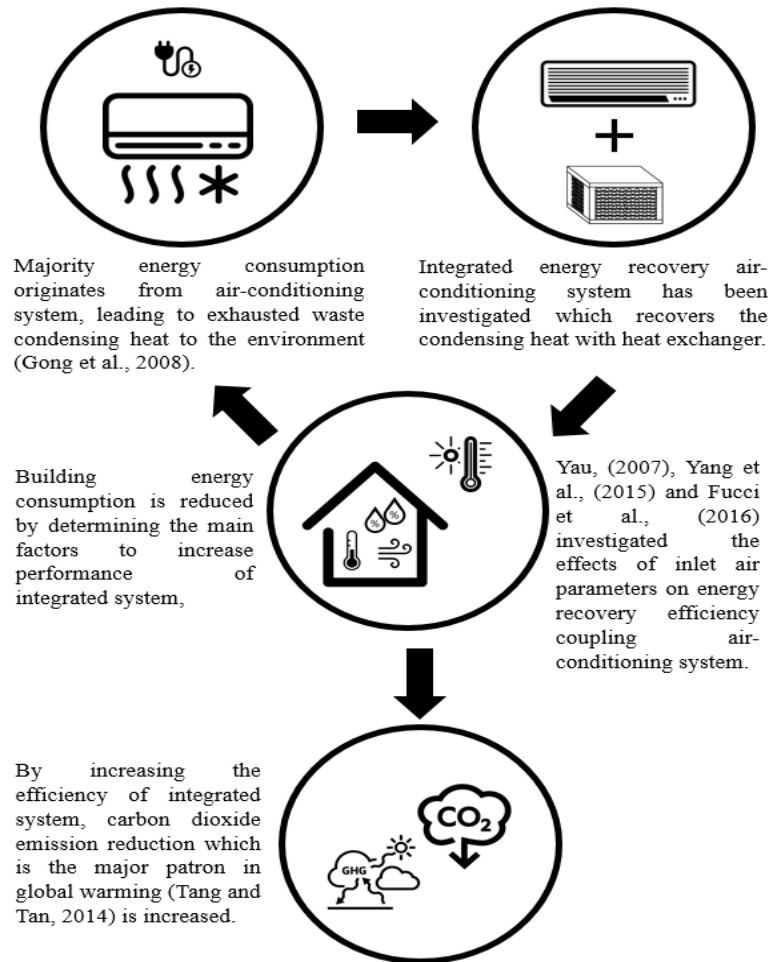 Majority energy consumption
originates from air-conditioning
system, leading to exhausted waste
condensing heat to the environment
(Gong et al., 2008).
Integrated energy recovery air-
conditioning system has been
investigated which recovers the
condensing heat with heat exchanger.
Building energy
consumption is reduced
by determining the main
factors to increase
performance of
integrated system,
% %
Yau, (2007), Yang et
al., (2015) and Fucci
et al., (2016)
investigated the
effects of inlet air
parameters on energy
recovery efficiency
coupling air-
conditioning system.
By increasing the
efficiency of integrated
system, carbon dioxide
emission reduction which
is the major patron in
global warming (Tang and
Tan, 2014) is increased.
CO2
GHG